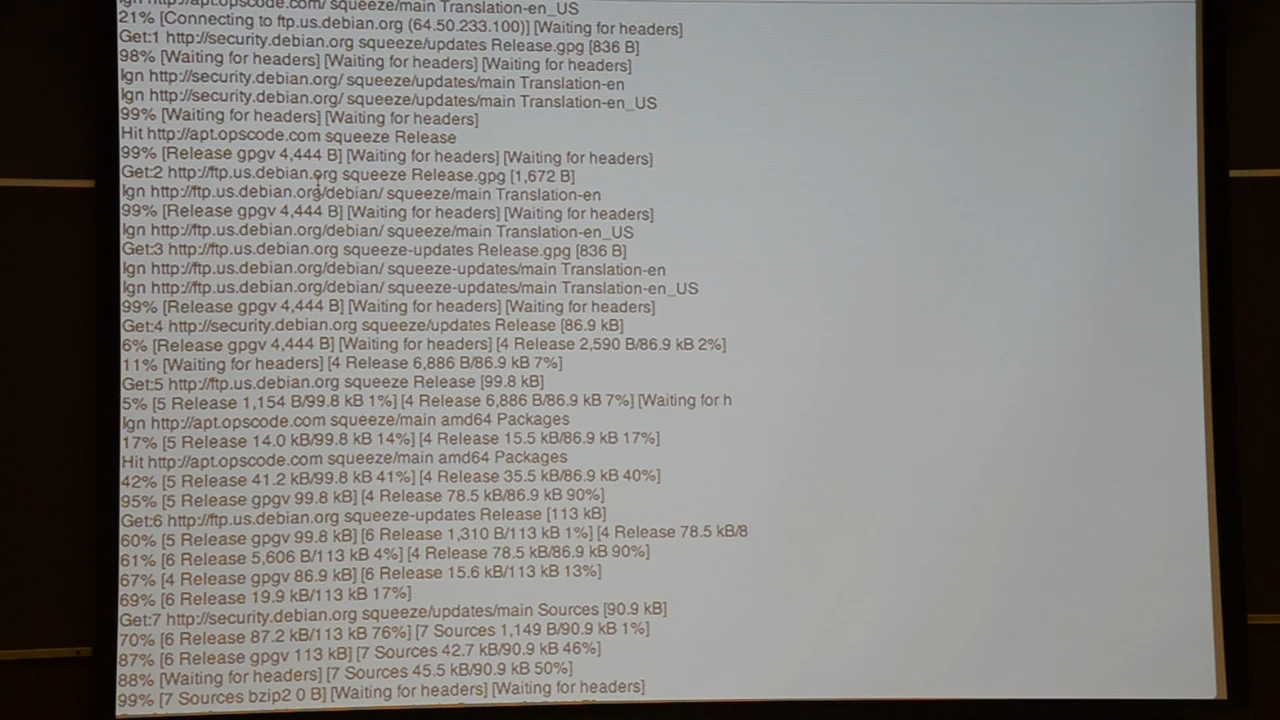 Ign http://apt.opscode.com/ squeeze/main Translation-en_US
21% [Connecting to ftp.us.debian.org (64.50.233.100)] [Waiting for headers]
Get:1 http://security.debian.org squeeze/updates Release.gpg [836 B]
98% [Waiting for headers] [Waiting for headers] [Waiting for headers]
Ign http://security.debian.org/ squeeze/updates/main Translation-en
Ign http://security.debian.org/ squeeze/updates/main Translation-en_US
99% [Waiting for headers] [Waiting for headers]
Hit http://apt.opscode.com squeeze Release
99% [Release gpgv 4,444 B] [Waiting for headers] [Waiting for headers]
Get:2 http://ftp.us.debian.org squeeze Release.gpg [1,672 B]
Ign http://ftp.us.debian.org/debian/ squeeze/main Translation-en
99% [Release gpgv 4,444 B] [Waiting for headers] [Waiting for headers]
Ign http://ftp.us.debian.org/debian/ squeeze/main Translation-en_US
Get:3 http://ftp.us.debian.org squeeze-updates Release.gpg [836 B]
Ign http://ftp.us.debian.org/debian/ squeeze-updates/main Translation-en
Ign http://ftp.us.debian.org/debian/ squeeze-updates/main Translation-en_US
99% [Release gpgv 4,444 B] [Waiting for headers] [Waiting for headers]
Get:4 http://security.debian.org squeeze/updates Release [86.9 kB]
6% [Release gpgv 4,444 B] [Waiting for headers] [4 Release 2,590 B/86.9 kB 2%]
11% [Waiting for headers] [4 Release 6,886 B/86.9 kB 7%]
Get:5 http://ftp.us.debian.org squeeze Release [99.8 kB]
5% [5 Release 1,154 B/99.8 kB 1%] [4 Release 6,886 B/86.9 kB 7%] [Waiting for h
Ign http://apt.opscode.com squeeze/main amd64 Packages
17% [5 Release 14.0 kB/99.8 kB 14%] [4 Release 15.5 kB/86.9 kB 17%]
Hit http://apt.opscode.com squeeze/main amd64 Packages
42% [5 Release 41.2 kB/99.8 kB 41%] [4 Release 35.5 kB/86.9 kB 40%]
95% [5 Release gpgv 99.8 kB] [4 Release 78.5 kB/86.9 kB 90%]
Get:6 http://ftp.us.debian.org squeeze-updates Release [113 kB]
60% [5 Release gpgv 99.8 kB] [6 Release 1,310 B/113 kB 1%] [4 Release 78.5 kB/8
61% [6 Release 5,606 B/113 kB 4%] [4 Release 78.5 kB/86.9 kB 90%]
67% [4 Release gpgv 86.9 kB] [6 Release 15.6 kB/113 kB 13%]
69% [6 Release 19.9 kB/113 kB 17%]
Get:7 http://security.debian.org squeeze/updates/main Sources [90.9 kB]
70% [6 Release 87.2 kB/113 kB 76%] [7 Sources 1,149 B/90.9 kB 1%]
87% [6 Release gpgv 113 kB] [7 Sources 42.7 kB/90.9 kB 46%]
88% [Waiting for headers] [7 Sources 45.5 kB/90.9 kB 50%]
99% [7 Sources bzip2 0 B] [Waiting for headers] [Waiting for headers]